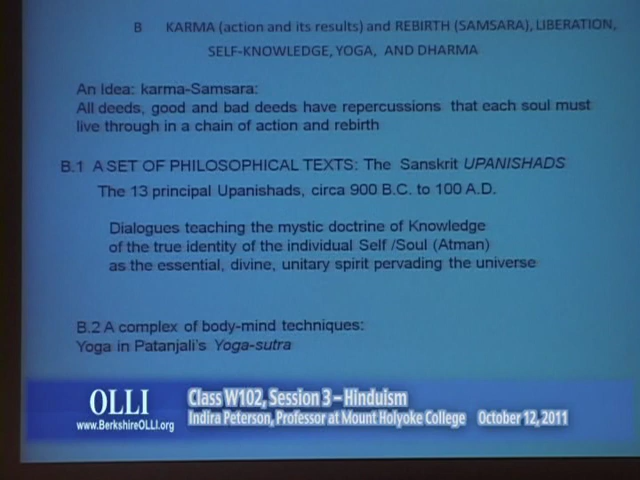 B KARMA (action and its results) and REBIRTH (SAMSARA), LIBERATION,
SELF-KNOWLEDGE, YOGA, AND DHARMA
An Idea: karma-Samsara:
All deeds, good and bad deeds have repercussions that each soul must
live through in a chain of action and rebirth
B.1 A SET OF PHILOSOPHICAL TEXTS: The Sanskrit UPANISHADS
The 13 principal Upanishads, circa 900 B.C. to 100 A.D.
Dialogues teaching the mystic doctrine of Knowledge
of the true identity of the individual Self /Soul (Atman)
as the essential, divine, unitary spirit pervading the universe
B.2 A complex of body-mind techniques:
Yoga in Patanjali's Yoga-sutra
OLLI
www.BerkshireOLLI.org
Class W102, Session 3 – Hinduism
Indira Peterson, Professor at Mount Holyoke College October 12, 2011